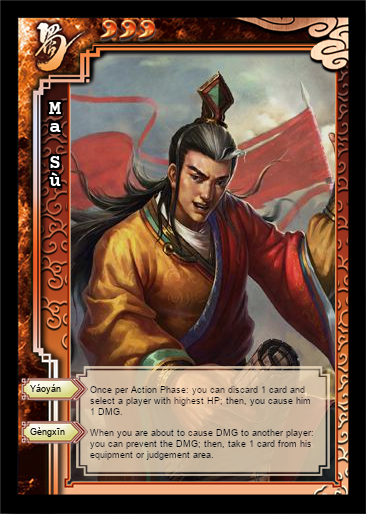 蜀
Ma Sù
Yáoyán
Once per Action Phase: you can discard 1 card and
select a player with highest HP; then, you cause him
1 DMG.
Gèngxīn
When you are about to cause DMG to another player:
you can prevent the DMG; then, take 1 card from his
equipment or judgement area.